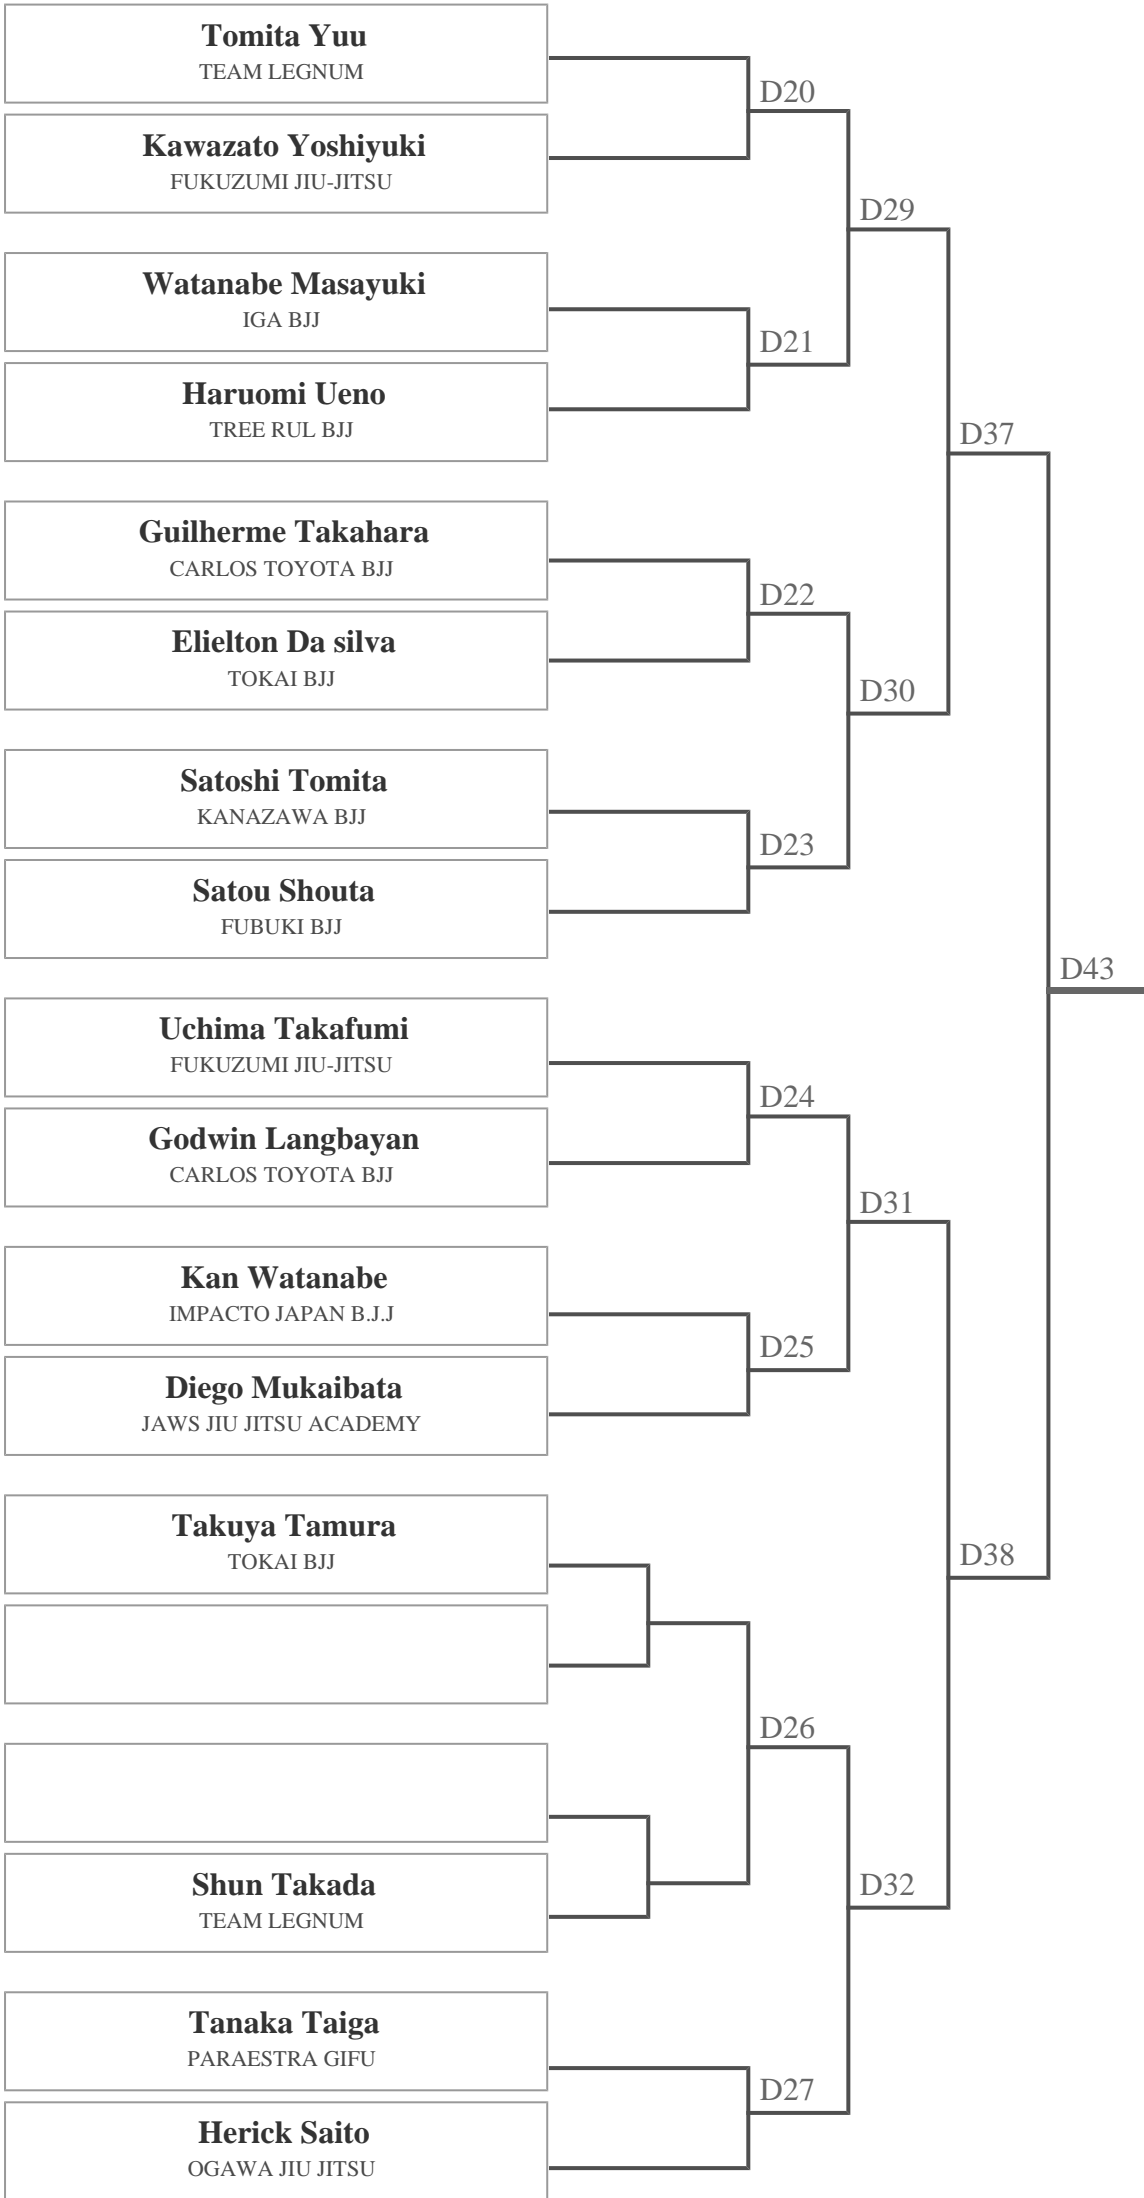 Tomita Yuu
TEAM LEGNUM
D20
Kawazato Yoshiyuki
FUKUZUMI JIU-JITSU
D29
Watanabe Masayuki
IGA BJJ
D21
Haruomi Ueno
TREE RUL BJJ
D37
Guilherme Takahara
CARLOS TOYOTA BJJ
D22
Elielton Da silva
TOKAI BJJ
D30
Satoshi Tomita
KANAZAWA BJJ
D23
Satou Shouta
FUBUKI BJJ
D43
Uchima Takafumi
FUKUZUMI JIU-JITSU
D24
Godwin Langbayan
CARLOS TOYOTA BJJ
D31
Kan Watanabe
IMPACTO JAPAN B.J.J
D25
Diego Mukaibata
JAWS JIU JITSU ACADEMY
Takuya Tamura
TOKAI BJJ
D38
D26
Shun Takada
TEAM LEGNUM
D32
Tanaka Taiga
PARAESTRA GIFU
D27
Herick Saito
OGAWA JIU JITSU